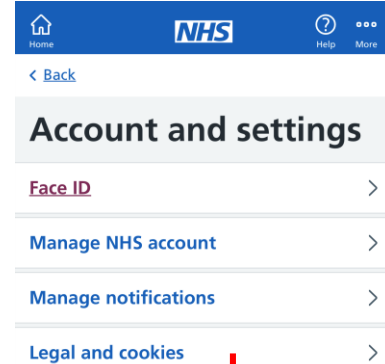 NHS
Home
Help
More
< Back
Account and settings
Face ID
Manage NHS account
Manage notifications
Legal and cookies